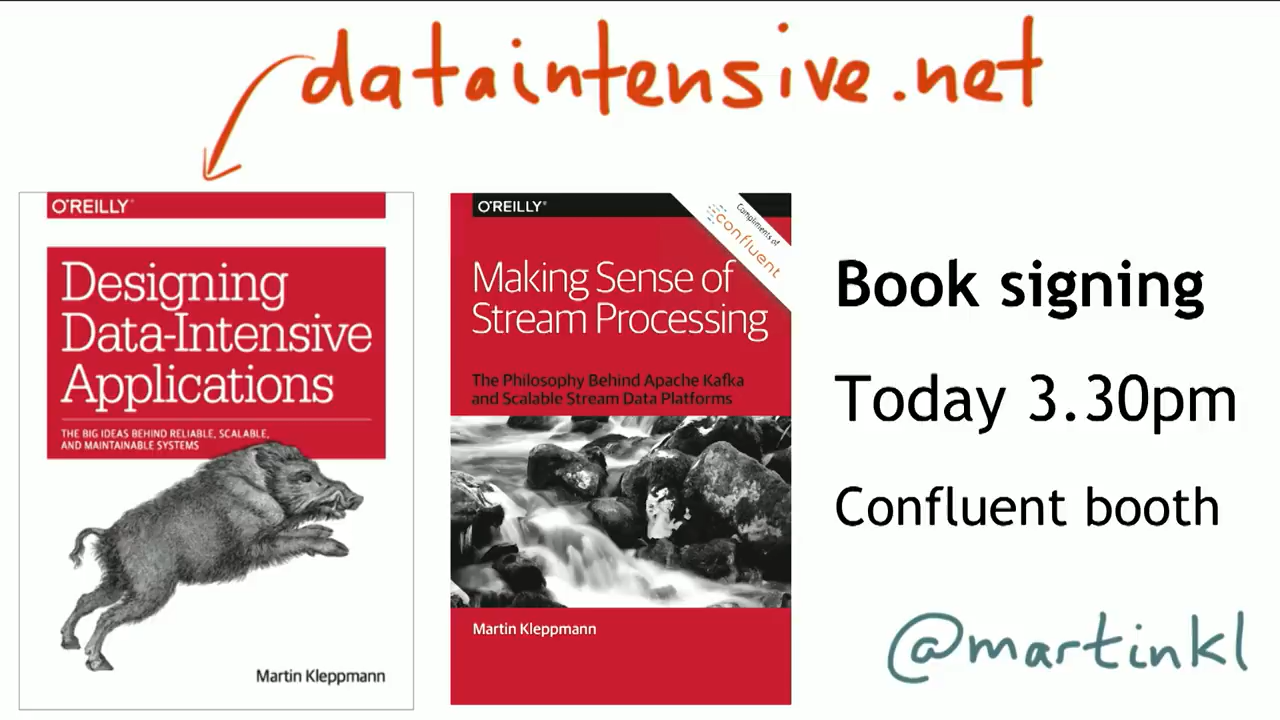 dataintensive.net
O'REILLY®
Designing
Data-Intensive
Applications
THE BIG IDEAS BEHIND RELIABLE, SCALABLE,
AND MAINTAINABLE SYSTEMS
Martin Kleppmann
O'REILLY®
Compliments of
confluent
Making Sense of
Stream Processing
The Philosophy Behind Apache Kafka
and Scalable Stream Data Platforms
Martin Kleppmann
Book signing
Today 3.30pm
Confluent booth
@martinkl